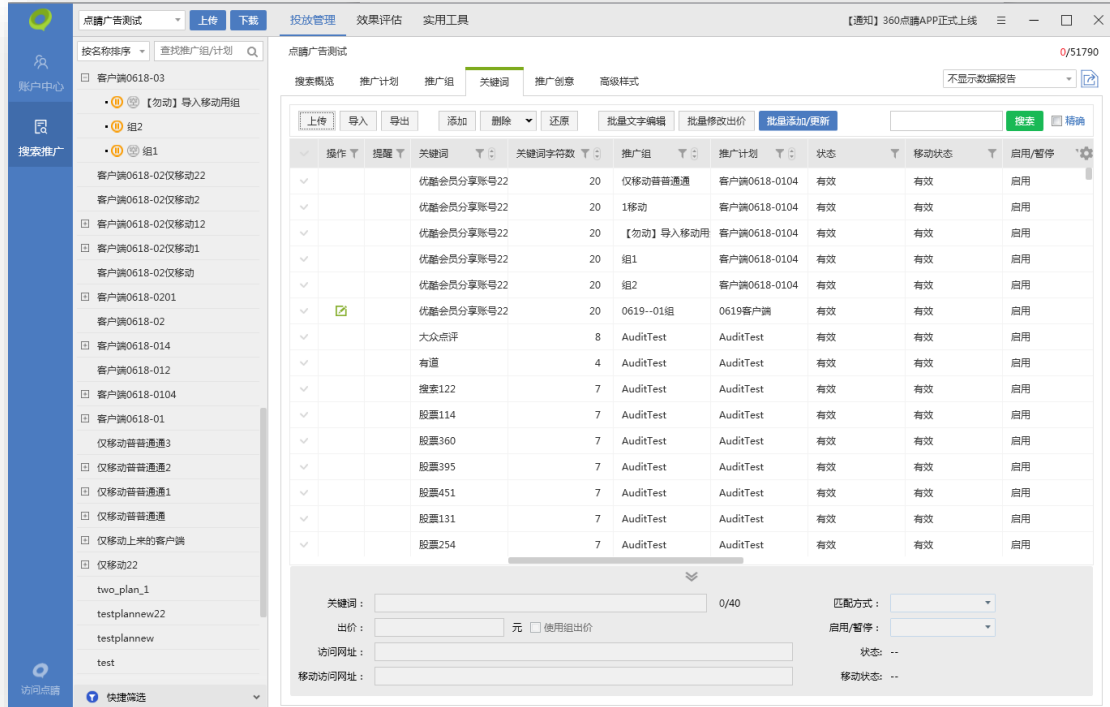 点睛广告测试 上传 下载 投放管理 效果评估 实用工具 【通知】360点睛APP正式上线
按名称排序 查找推广组/计划
点睛广告测试 0/51790
账户中心
搜索推广
访问点睛
客户端0618-03
【勿动】导入移动用组
组2
组1
客户端0618-02仅移动22
客户端0618-02仅移动2
客户端0618-02仅移动12
客户端0618-02仅移动1
客户端0618-02仅移动
客户端0618-0201
客户端0618-02
客户端0618-014
客户端0618-012
客户端0618-0104
客户端0618-01
仅移动普普通通3
仅移动普普通通2
仅移动普普通通1
仅移动普普通通
仅移动上来的客户端
仅移动22
two_plan_1
testplannew22
testplannew
test
快捷筛选
搜索概览 推广计划 推广组 关键词 推广创意 高级样式 不显示数据报告
上传 导入 导出 添加 删除 还原 批量文字编辑 批量修改出价 批量添加/更新 搜索 精确
操作 提醒 关键词 关键词字符数 推广组 推广计划 状态 移动状态 启用/暂停
优酷会员分享账号22 20 仅移动普普通通 客户端0618-0104 有效 有效 启用
优酷会员分享账号22 20 1移动 客户端0618-0104 有效 有效 启用
优酷会员分享账号22 20 【勿动】导入移动用 客户端0618-0104 有效 有效 启用
优酷会员分享账号22 20 组1 客户端0618-0104 有效 有效 启用
优酷会员分享账号22 20 组2 客户端0618-0104 有效 有效 启用
优酷会员分享账号22 20 0619--01组 0619客户端 有效 有效 启用
大众点评 8 AuditTest AuditTest 有效 有效 启用
有道 4 AuditTest AuditTest 有效 有效 启用
搜索122 7 AuditTest AuditTest 有效 有效 启用
股票114 7 AuditTest AuditTest 有效 有效 启用
股票360 7 AuditTest AuditTest 有效 有效 启用
股票395 7 AuditTest AuditTest 有效 有效 启用
股票451 7 AuditTest AuditTest 有效 有效 启用
股票131 7 AuditTest AuditTest 有效 有效 启用
股票254 7 AuditTest AuditTest 有效 有效 启用
关键词： 0/40 匹配方式：
出价： 元 使用组出价 启用/暂停：
访问网址： 状态: --
移动访问网址： 移动状态: --